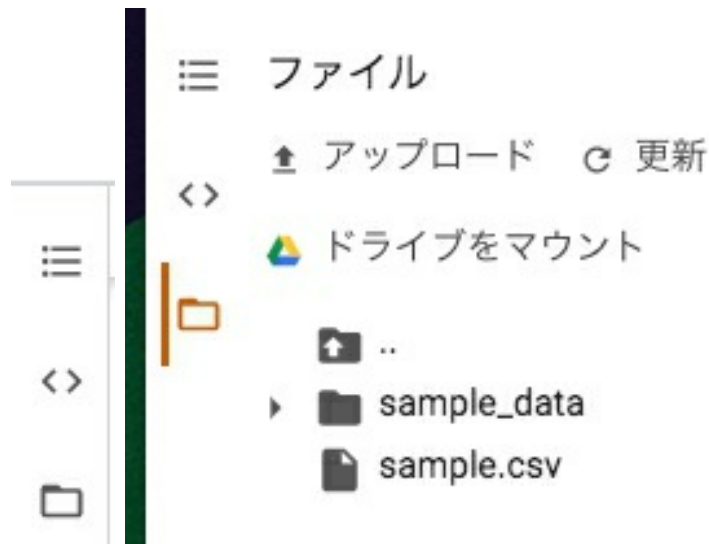 ファイル
アップロード 更新
ドライブをマウント
..
sample_data
sample.csv